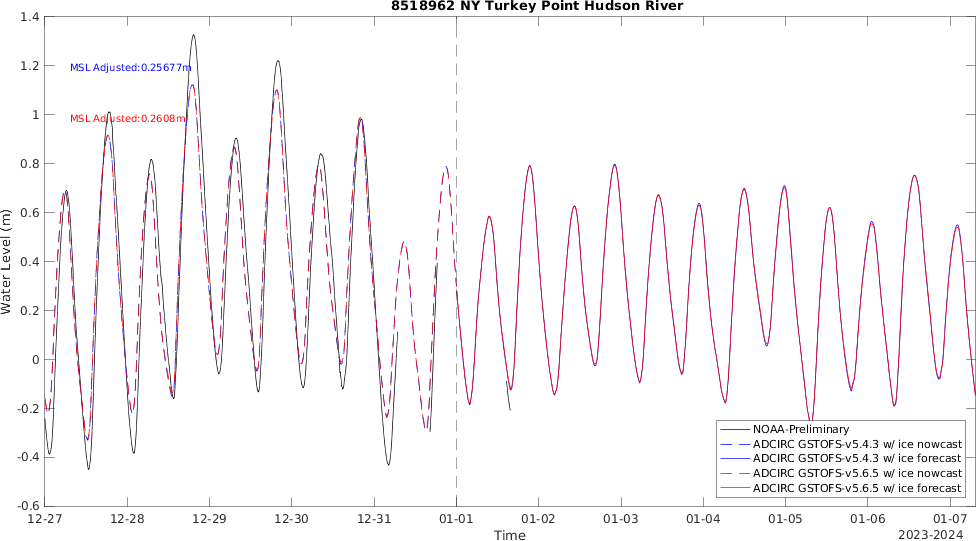 8518962 NY Turkey Point Hudson River
1.4
1.2
1
0.8
0.6
0.4
0.2
0
-0.2
-0.4
-0.6
Water Level (m)
MSL Adjusted:0.25677m
MSL Adjusted:0.2608m
NOAA-Preliminary
ADCIRC GSTOFS-v5.4.3 w/ ice nowcast
ADCIRC GSTOFS-v5.4.3 w/ ice forecast
ADCIRC GSTOFS-v5.6.5 w/ ice nowcast
ADCIRC GSTOFS-v5.6.5 w/ ice forecast
12-27 12-28 12-29 12-30 12-31 01-01 01-02 01-03 01-04 01-05 01-06 01-07
Time
2023-2024